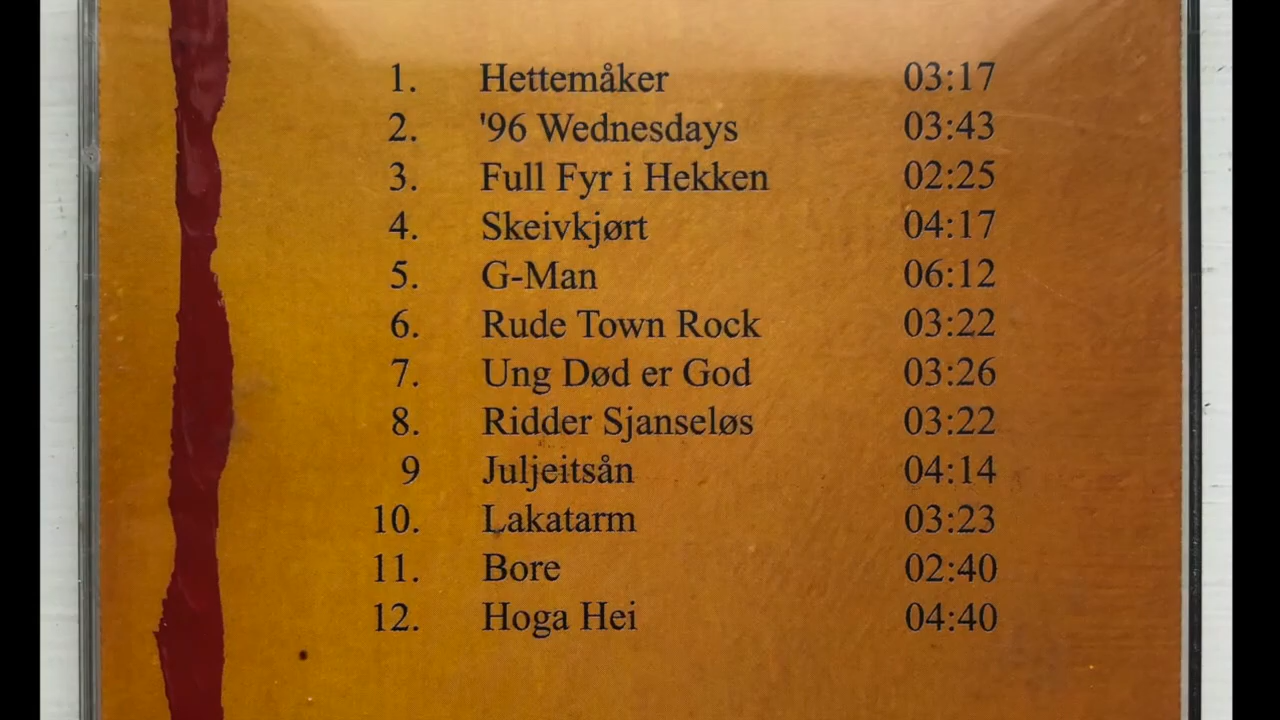 1. Hettemåker 03:17
2. '96 Wednesdays 03:43
3. Full Fyr i Hekken 02:25
4. Skeivkjørt 04:17
5. G-Man 06:12
6. Rude Town Rock 03:22
7. Ung Død er God 03:26
8. Ridder Sjanseløs 03:22
9 Juljeitsån 04:14
10. Lakatarm 03:23
11. Bore 02:40
12. Hoga Hei 04:40